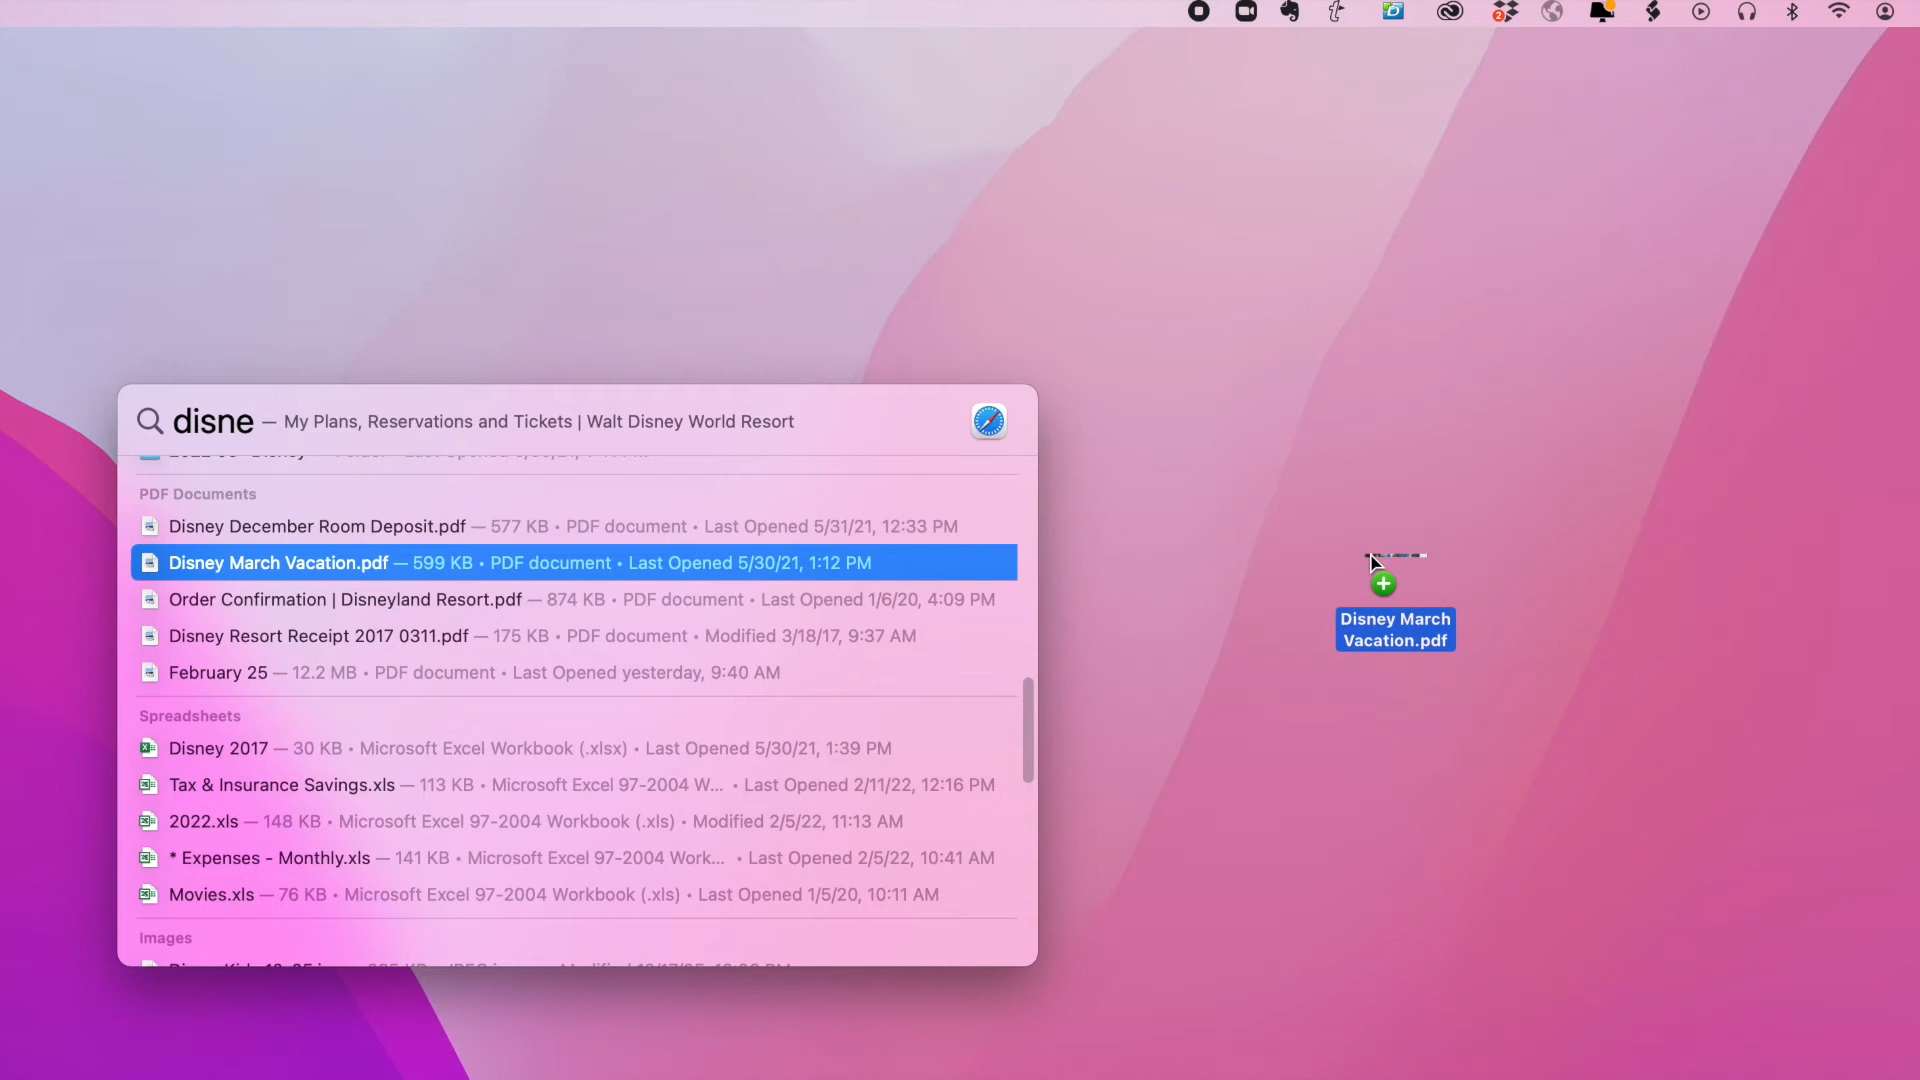 2
disne — My Plans, Reservations and Tickets | Walt Disney World Resort
PDF Documents
Disney December Room Deposit.pdf — 577 KB • PDF document • Last Opened 5/31/21, 12:33 PM
Disney March Vacation.pdf — 599 KB • PDF document • Last Opened 5/30/21, 1:12 PM
Order Confirmation | Disneyland Resort.pdf — 874 KB • PDF document • Last Opened 1/6/20, 4:09 PM
Disney Resort Receipt 2017 0311.pdf — 175 KB • PDF document • Modified 3/18/17, 9:37 AM
February 25 — 12.2 MB • PDF document • Last Opened yesterday, 9:40 AM
Spreadsheets
Disney 2017 — 30 KB • Microsoft Excel Workbook (.xlsx) • Last Opened 5/30/21, 1:39 PM
Tax & Insurance Savings.xls — 113 KB • Microsoft Excel 97-2004 W... • Last Opened 2/11/22, 12:16 PM
2022.xls — 148 KB • Microsoft Excel 97-2004 Workbook (.xls) • Modified 2/5/22, 11:13 AM
* Expenses - Monthly.xls — 141 KB • Microsoft Excel 97-2004 Work... • Last Opened 2/5/22, 10:41 AM
Movies.xls — 76 KB • Microsoft Excel 97-2004 Workbook (.xls) • Last Opened 1/5/20, 10:11 AM
Images
Disney March
Vacation.pdf